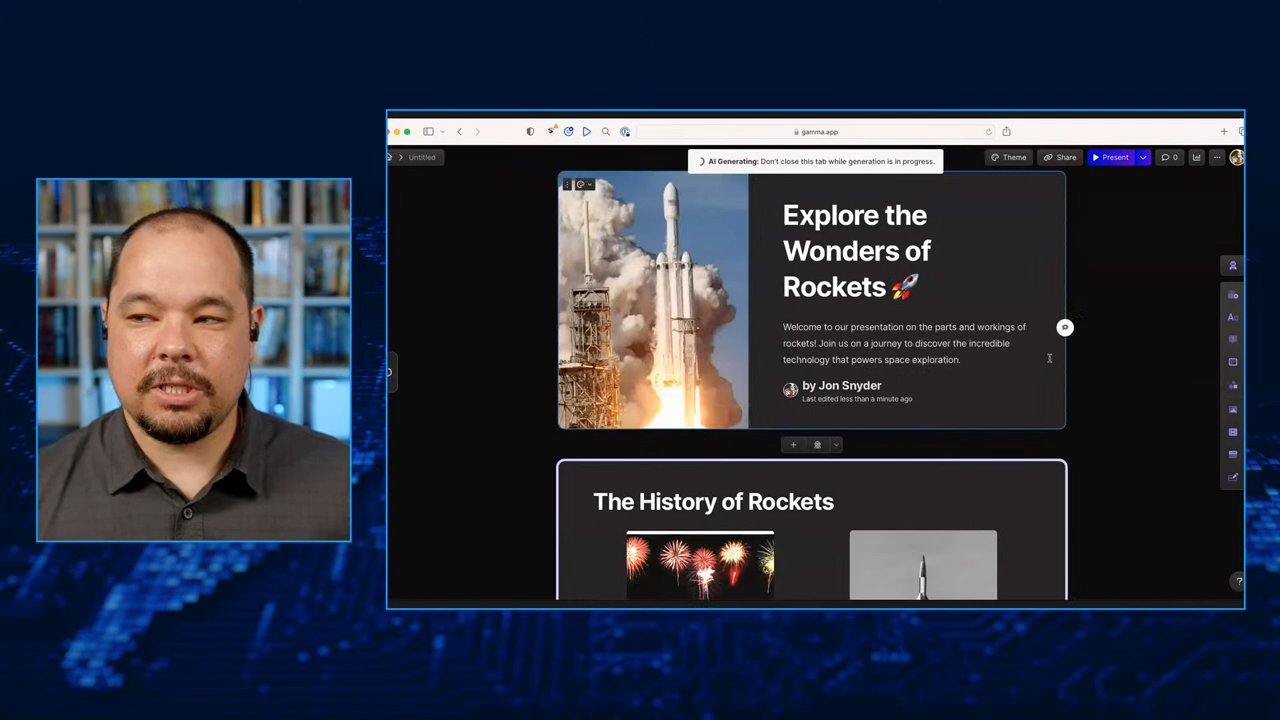 gamma.app
Untitled
AI Generating: Don't close this tab while generation is in progress.
Theme
Share
Present
0
Explore the
Wonders of
Rockets 🚀
Welcome to our presentation on the parts and workings of
rockets! Join us on a journey to discover the incredible
technology that powers space exploration.
by Jon Snyder
Last edited less than a minute ago
The History of Rockets
?